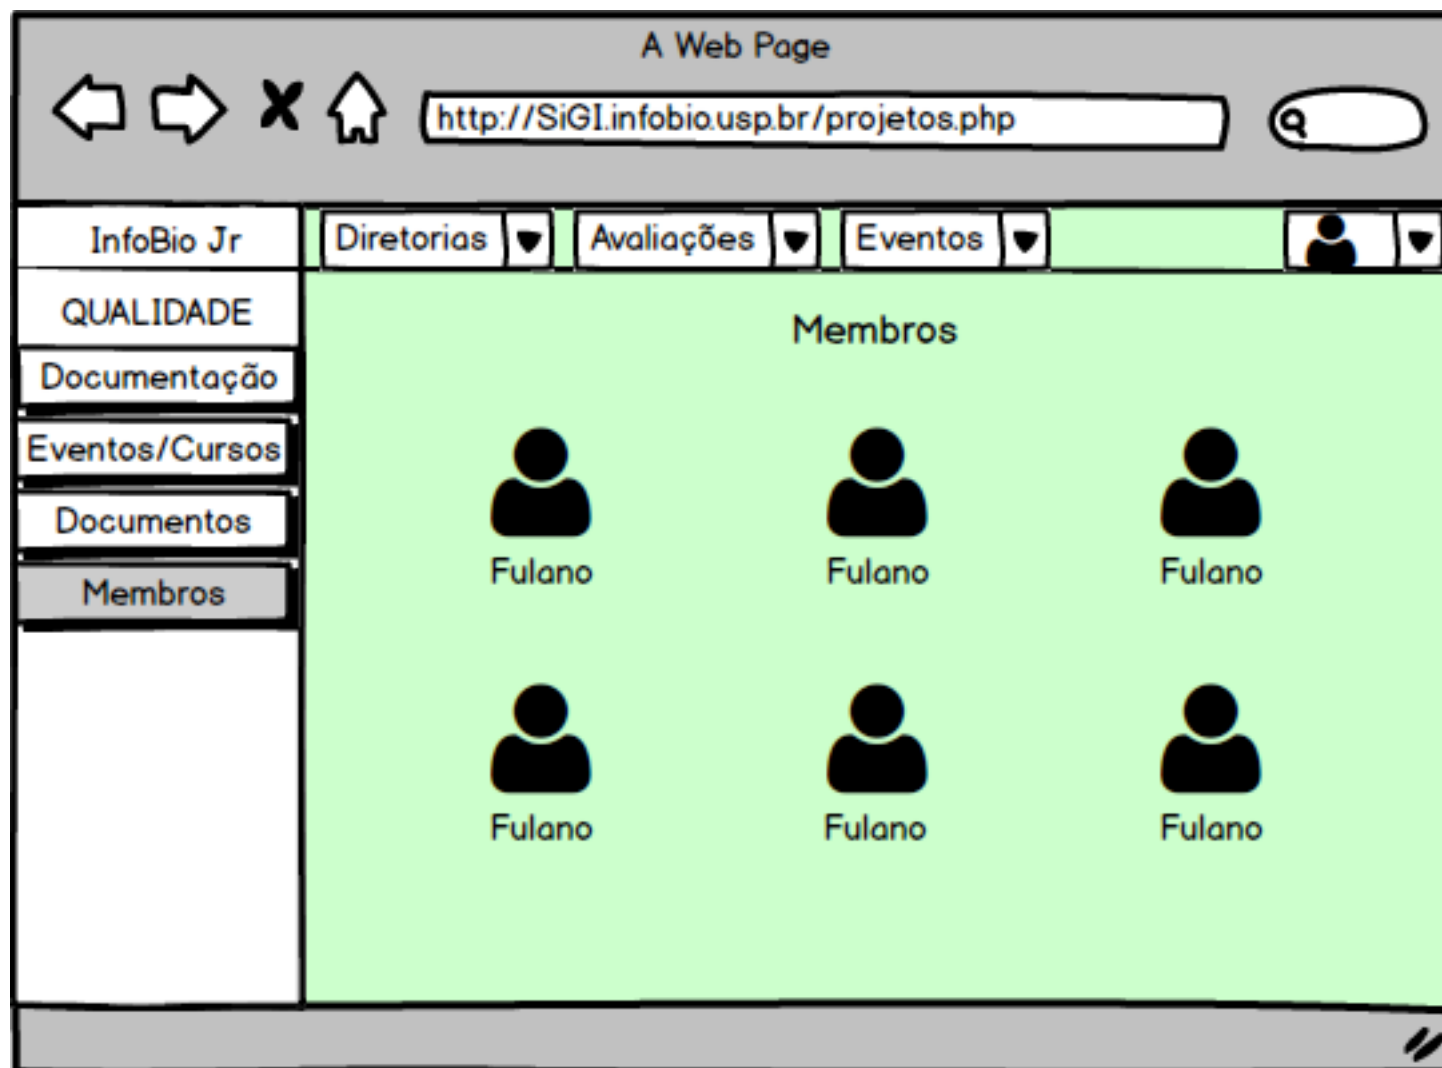 A Web Page
http://SiGI.infobio.usp.br/projetos.php
InfoBio Jr
Diretorias
Avaliações
Eventos
QUALIDADE
Documentação
Eventos/Cursos
Documentos
Membros
Membros
Fulano
Fulano
Fulano
Fulano
Fulano
Fulano